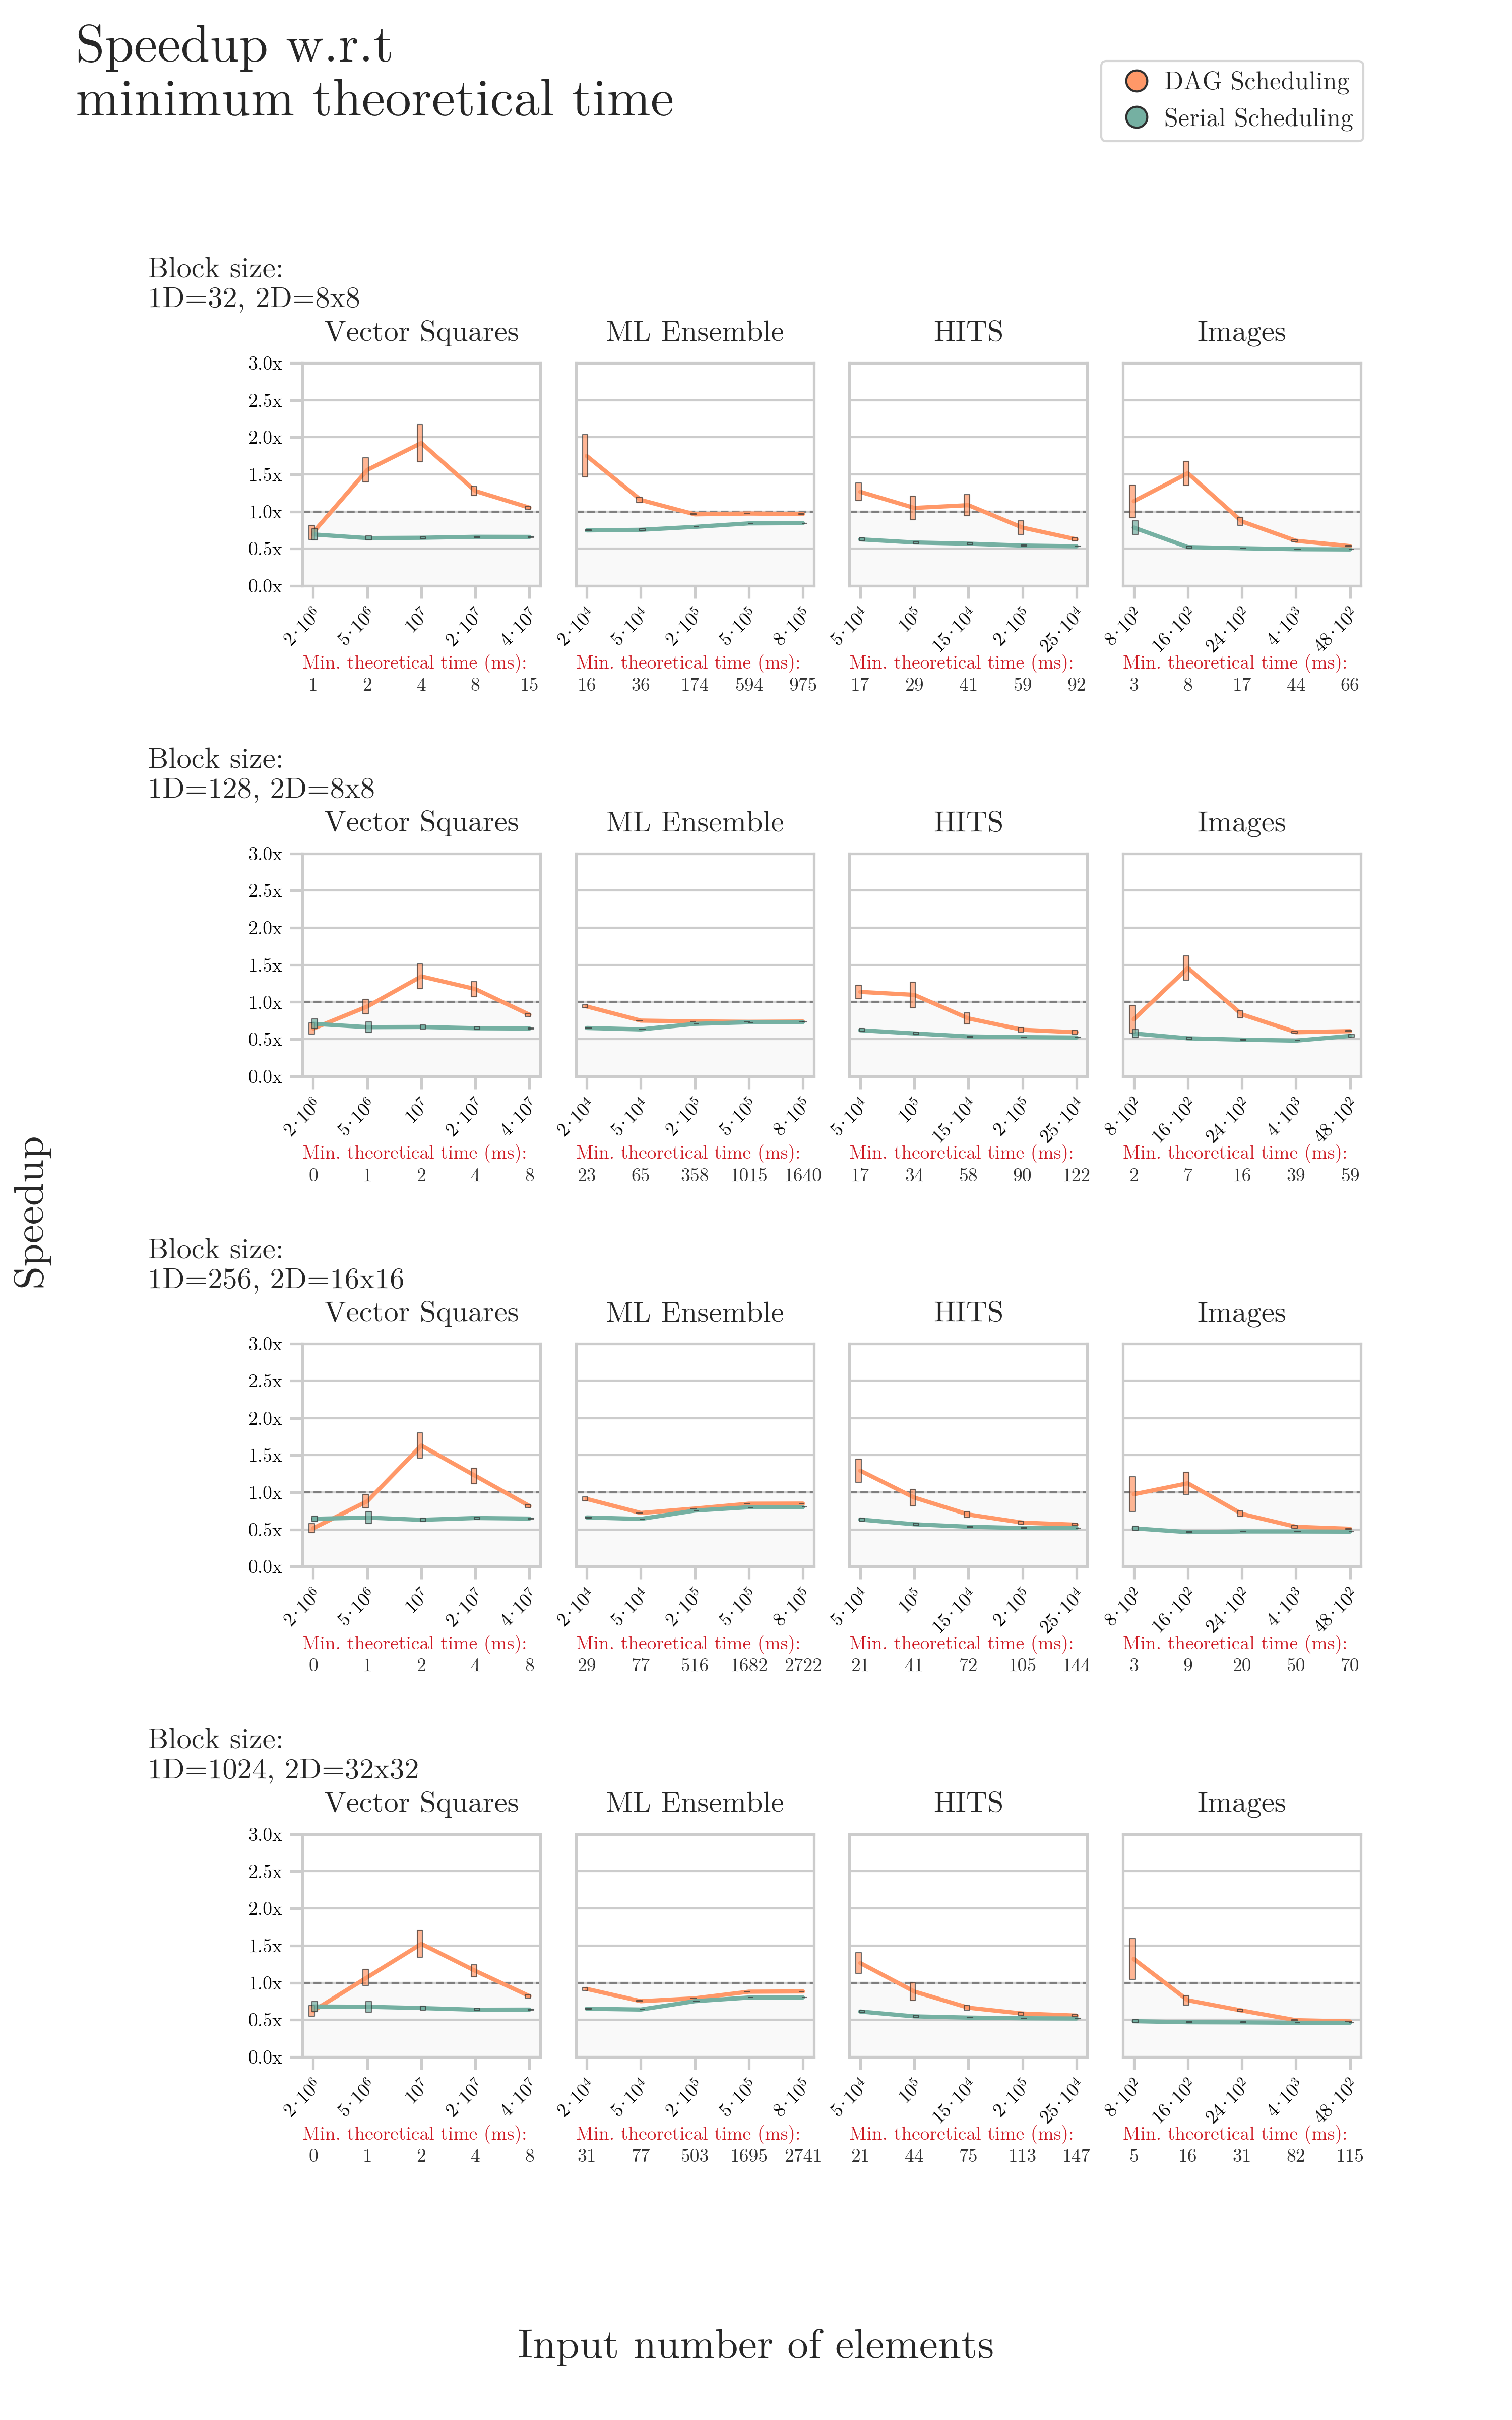 Speedup w.r.t
minimum theoretical time
DAG Scheduling
Serial Scheduling
Speedup
Block size:
1D=32, 2D=8x8
Vector Squares ML Ensemble HITS Images
3.0x
2.5x
2.0x
1.5x
1.0x
0.5x
0.0x
2·10⁶ 5·10⁶ 10⁷ 2·10⁷ 4·10⁷ 2·10⁴ 5·10⁴ 2·10⁵ 5·10⁵ 8·10⁵ 5·10⁴ 10⁵ 15·10⁴ 2·10⁵ 25·10⁴ 8·10² 16·10² 24·10² 4·10³ 48·10²
Min. theoretical time (ms): Min. theoretical time (ms): Min. theoretical time (ms): Min. theoretical time (ms):
1 2 4 8 15 16 36 174 594 975 17 29 41 59 92 3 8 17 44 66
Block size:
1D=128, 2D=8x8
Vector Squares ML Ensemble HITS Images
3.0x
2.5x
2.0x
1.5x
1.0x
0.5x
0.0x
2·10⁶ 5·10⁶ 10⁷ 2·10⁷ 4·10⁷ 2·10⁴ 5·10⁴ 2·10⁵ 5·10⁵ 8·10⁵ 5·10⁴ 10⁵ 15·10⁴ 2·10⁵ 25·10⁴ 8·10² 16·10² 24·10² 4·10³ 48·10²
Min. theoretical time (ms): Min. theoretical time (ms): Min. theoretical time (ms): Min. theoretical time (ms):
0 1 2 4 8 23 65 358 1015 1640 17 34 58 90 122 2 7 16 39 59
Block size:
1D=256, 2D=16x16
Vector Squares ML Ensemble HITS Images
3.0x
2.5x
2.0x
1.5x
1.0x
0.5x
0.0x
2·10⁶ 5·10⁶ 10⁷ 2·10⁷ 4·10⁷ 2·10⁴ 5·10⁴ 2·10⁵ 5·10⁵ 8·10⁵ 5·10⁴ 10⁵ 15·10⁴ 2·10⁵ 25·10⁴ 8·10² 16·10² 24·10² 4·10³ 48·10²
Min. theoretical time (ms): Min. theoretical time (ms): Min. theoretical time (ms): Min. theoretical time (ms):
0 1 2 4 8 29 77 516 1682 2722 21 41 72 105 144 3 9 20 50 70
Block size:
1D=1024, 2D=32x32
Vector Squares ML Ensemble HITS Images
3.0x
2.5x
2.0x
1.5x
1.0x
0.5x
0.0x
2·10⁶ 5·10⁶ 10⁷ 2·10⁷ 4·10⁷ 2·10⁴ 5·10⁴ 2·10⁵ 5·10⁵ 8·10⁵ 5·10⁴ 10⁵ 15·10⁴ 2·10⁵ 25·10⁴ 8·10² 16·10² 24·10² 4·10³ 48·10²
Min. theoretical time (ms): Min. theoretical time (ms): Min. theoretical time (ms): Min. theoretical time (ms):
0 1 2 4 8 31 77 503 1695 2741 21 44 75 113 147 5 16 31 82 115
Input number of elements